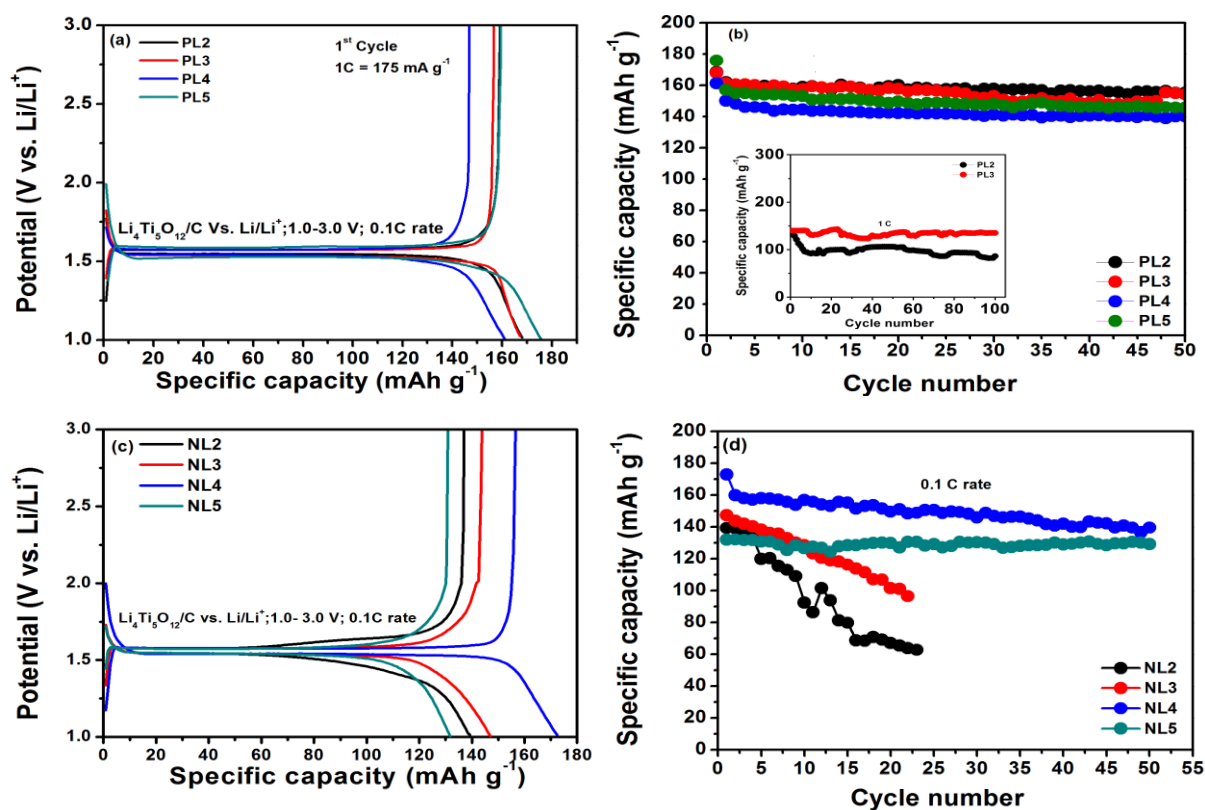 (a)
PL2
PL3
PL4
PL5
1st Cycle
1C = 175 mA g-1
Li4Ti5O12/C Vs. Li/Li+;1.0-3.0 V; 0.1C rate
Potential (V vs. Li/Li+)
3.0
2.5
2.0
1.5
1.0
0 20 40 60 80 100 120 140 160 180 190
Specific capacity (mAh g-1)
(b)
Specific capacity (mAh g-1)
200
180
160
140
120
100
80
60
40
20
0
300
200
100
0
Specific capacity (mAh g-1)
PL2
PL3
1 C
0 20 40 60 80 100
Cycle number
PL2
PL3
PL4
PL5
0 5 10 15 20 25 30 35 40 45 50
Cycle number
(c)
NL2
NL3
NL4
NL5
Li4Ti5O12/C vs. Li/Li+;1.0- 3.0 V; 0.1C rate
Potential (V vs. Li/Li+)
3.0
2.5
2.0
1.5
1.0
0 20 40 60 80 100 120 140 160 180
Specific capacity (mAh g-1)
(d)
0.1 C rate
Specific capacity (mAh g-1)
200
180
160
140
120
100
80
60
40
20
0
NL2
NL3
NL4
NL5
0 5 10 15 20 25 30 35 40 45 50 55
Cycle number